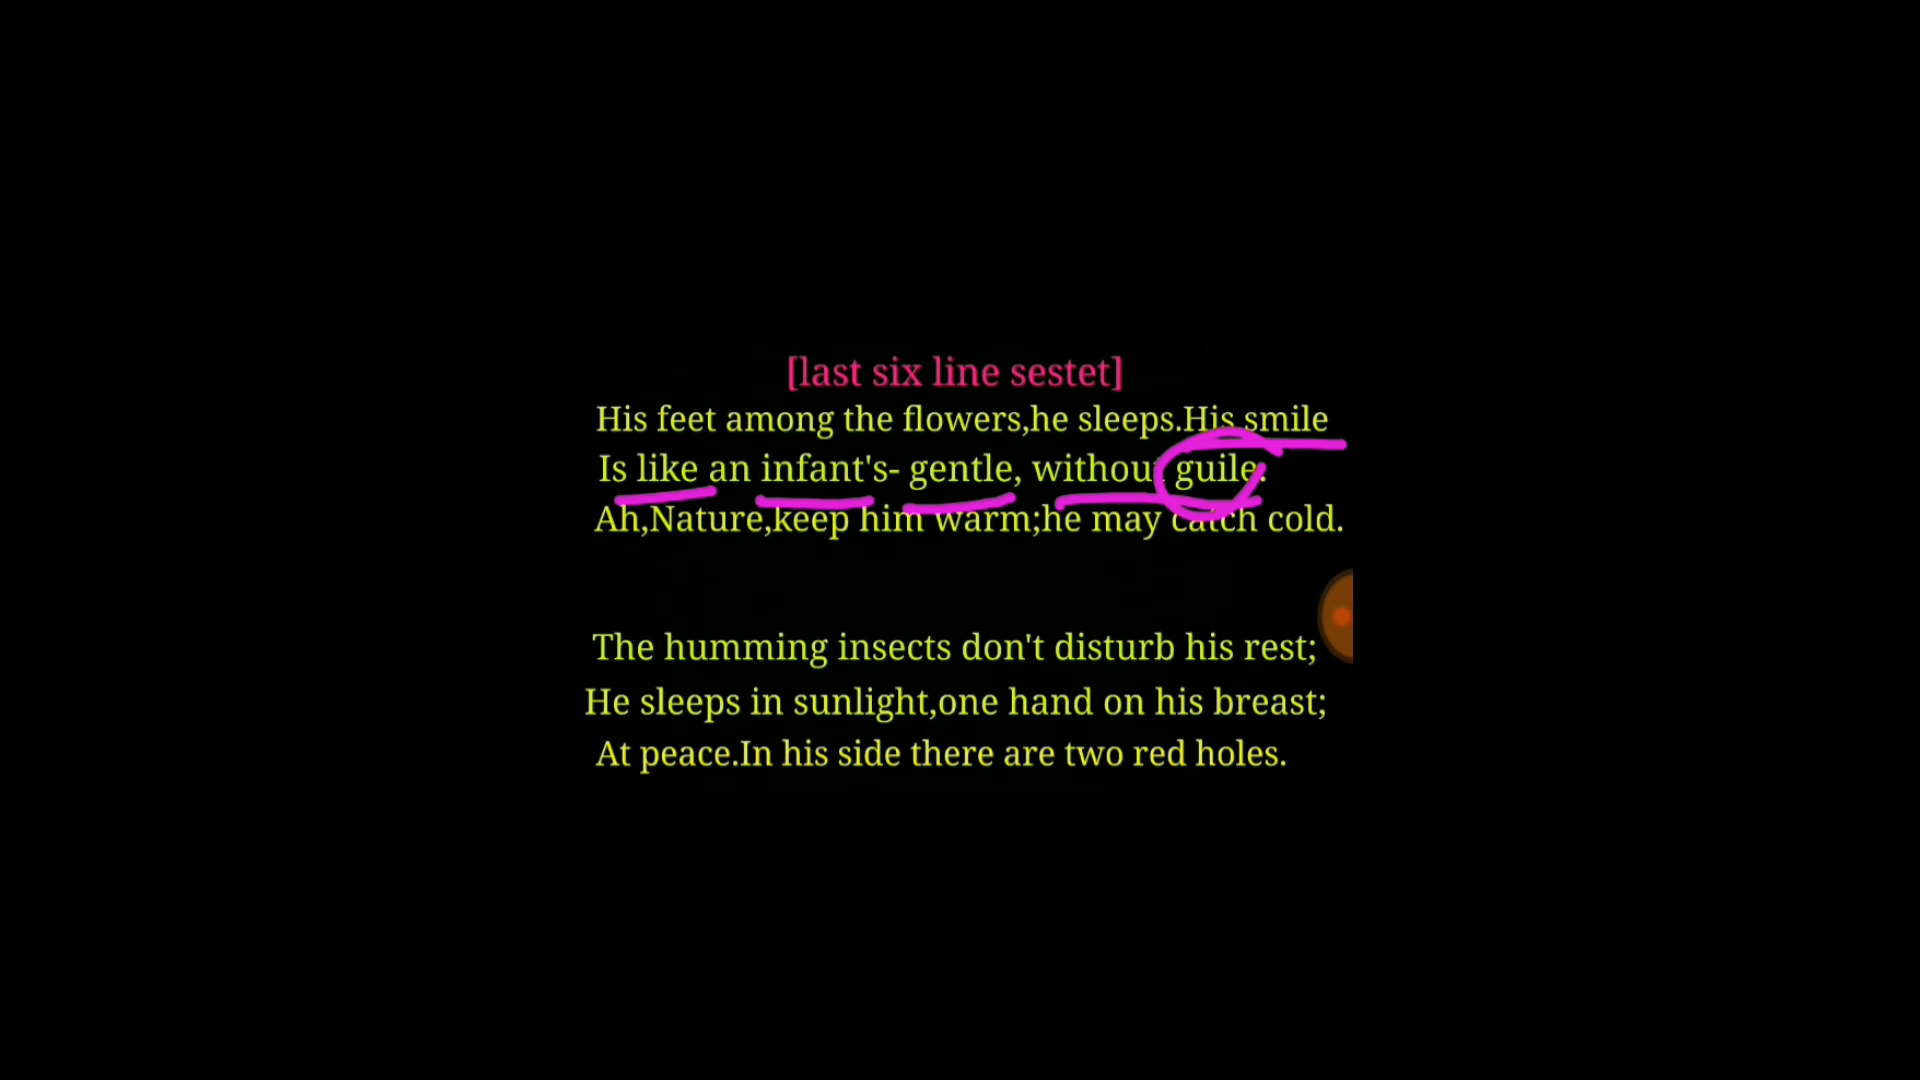 [last six line sestet]
His feet among the flowers,he sleeps.His smile
Is like an infant's- gentle, without guile.
Ah,Nature,keep him warm;he may catch cold.
The humming insects don't disturb his rest;
He sleeps in sunlight,one hand on his breast;
At peace.In his side there are two red holes.